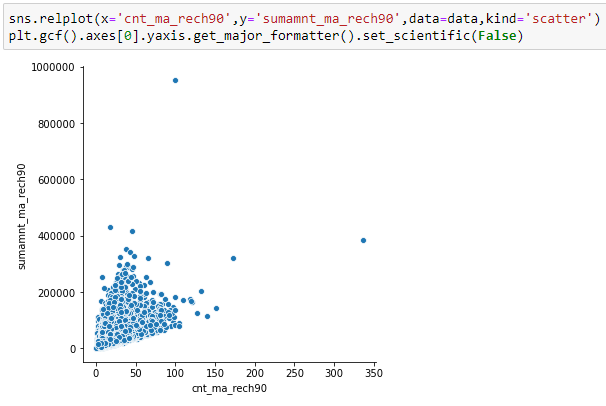 sns.relplot(x='cnt_ma_rech90',y='sumamnt_ma_rech90',data=data,kind='scatter')
plt.gcf().axes[0].yaxis.get_major_formatter().set_scientific(False)
1000000
800000
600000
400000
200000
0
sumamnt_ma_rech90
0 50 100 150 200 250 300 350
cnt_ma_rech90